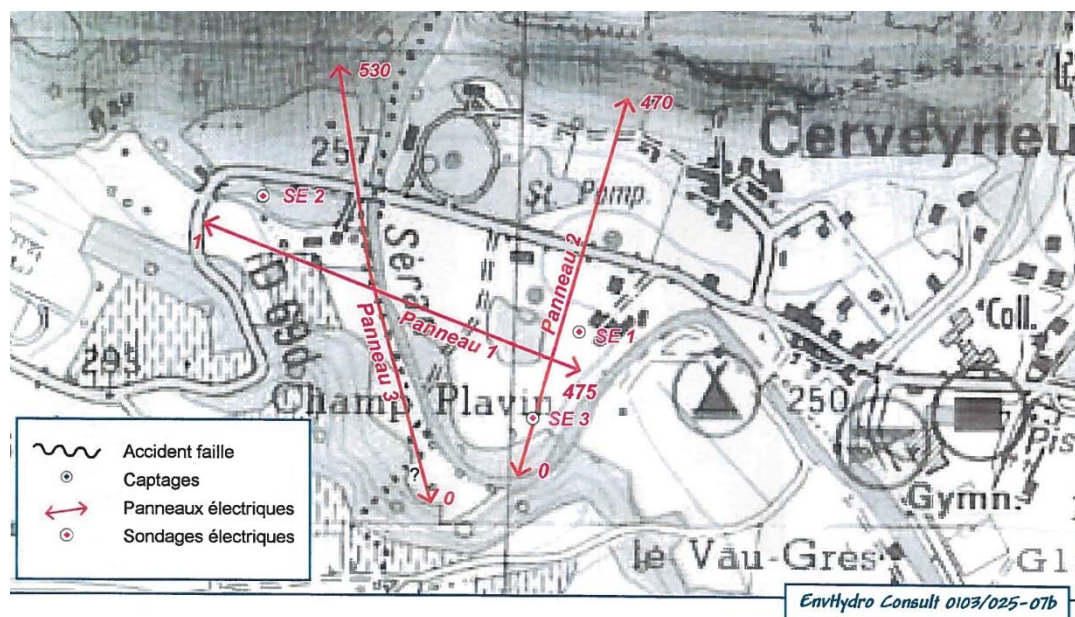 530
470
Cerveyrieu
257
St. Pomp.
SE 2
1
Panneau 2
D 69
Panneau 1
Panneau 3
SE 1
Coll.
475
295
Champ Plavin
250
SE 3
?
0
0
Gymn.
le Vau-Grès
Accident faille
Captages
Panneaux électriques
Sondages électriques
EnvHydro Consult 0103/025-07b